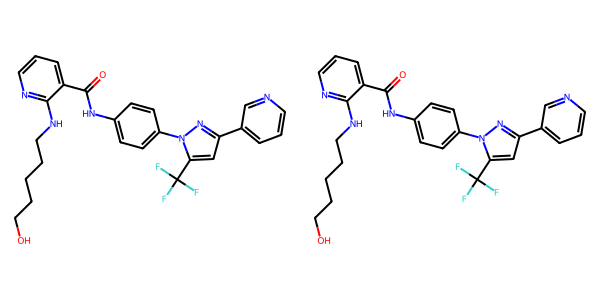 O O
N HN N N HN N
N N N N
NH NH
F F F F
F F
OH OH